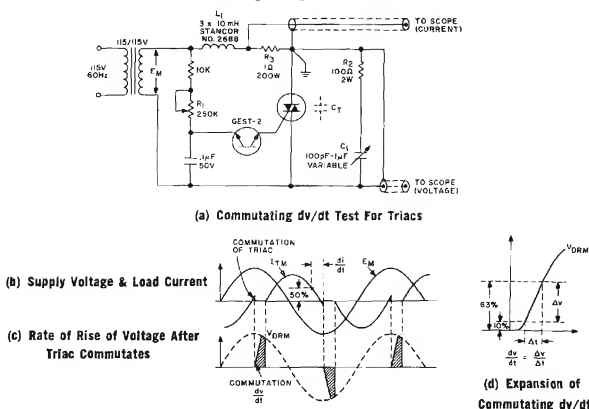 L1
3 x 10 mH
STANCOR
NO. 2688
TO SCOPE
(CURRENT)
115/115V
115V
60Hz
EM
10K
R3
1Ω
200W
R2
100Ω
2W
R1
250K
GEST-2
CT
.1μF
50V
C1
100pF-1μF
VARIABLE
TO SCOPE
(VOLTAGE)
(a) Commutating dv/dt Test For Triacs
COMMUTATION
OF TRIAC
ITM
di
dt
EM
50%
(b) Supply Voltage & Load Current
(c) Rate of Rise of Voltage After
Triac Commutates
VDRM
COMMUTATION
dv
dt
VDRM
63%
10%
Δv
Δt
dv/dt = Δv/Δt
(d) Expansion of
Commutating dv/dt